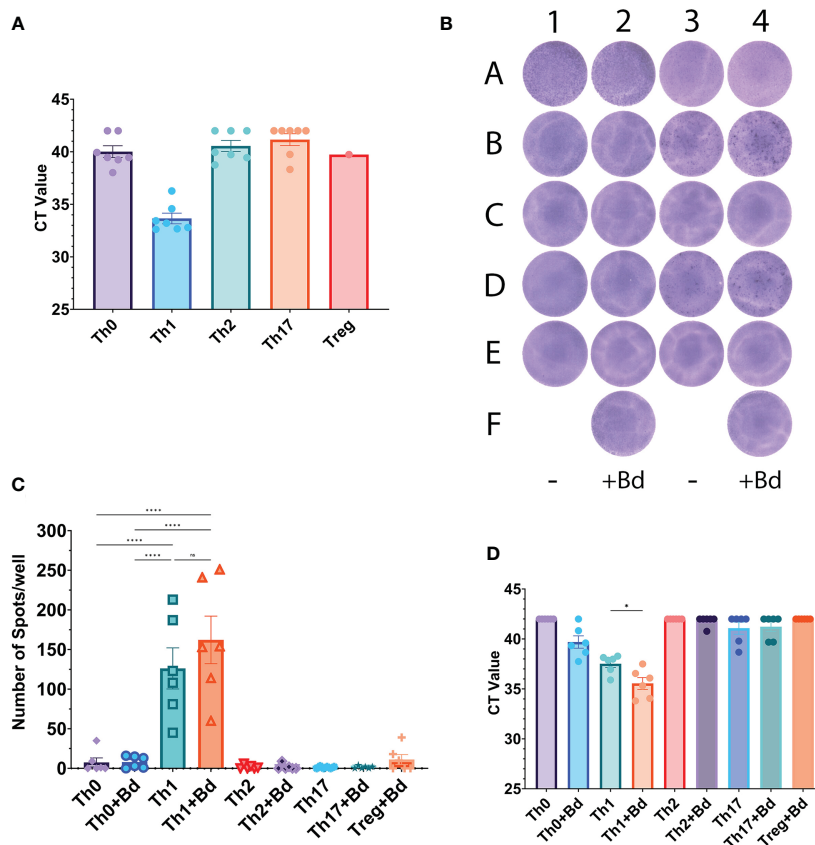 A
CT Value
45
40
35
30
25
Th0
Th1
Th2
Th17
Treg
B
1 2 3 4
A
B
C
D
E
F
- +Bd - +Bd
C
Number of Spots/well
300
250
200
150
100
50
0
****
****
****
**** ns
Th0
Th0+Bd
Th1
Th1+Bd
Th2
Th2+Bd
Th17
Th17+Bd
Treg+Bd
D
CT Value
45
40
35
30
25
*
Th0
Th0+Bd
Th1
Th1+Bd
Th2
Th2+Bd
Th17
Th17+Bd
Treg+Bd